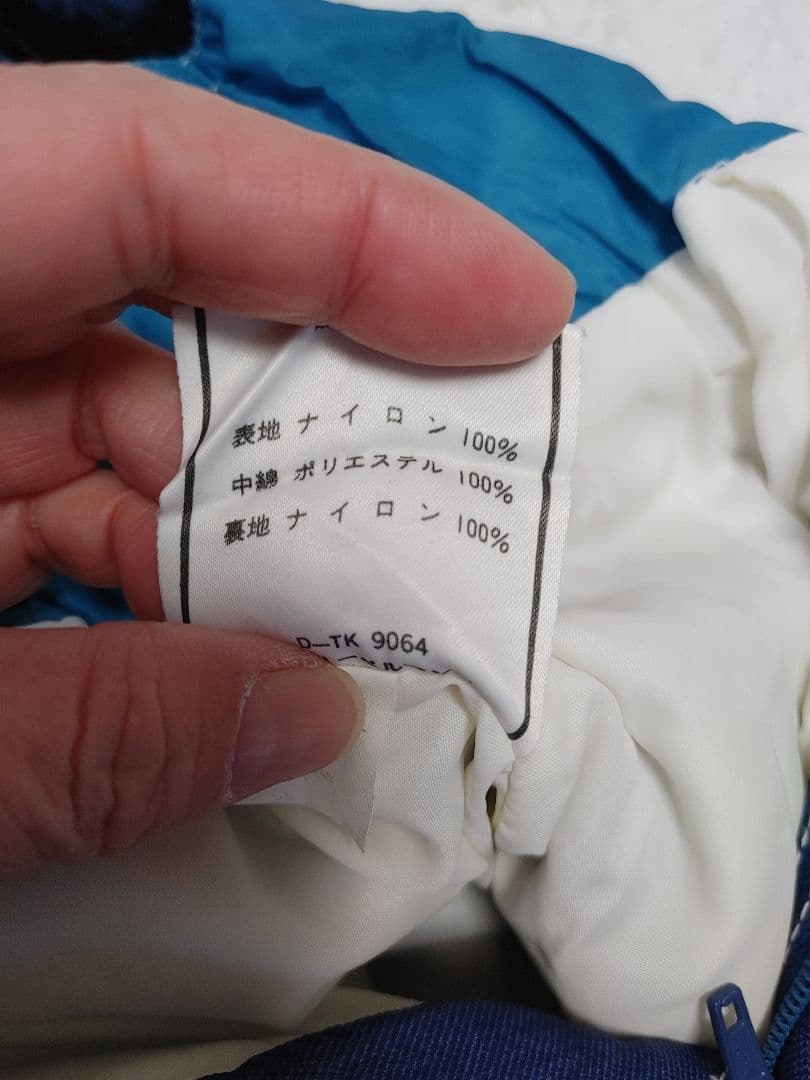 表地 ナイロン 100%
中綿 ポリエステル 100%
裏地 ナイロン 100%
D-TK 9064